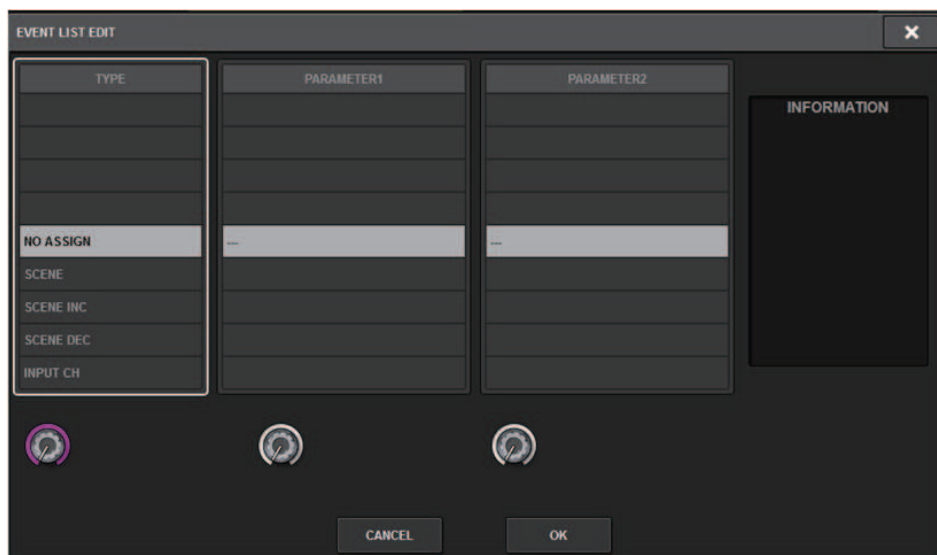 EVENT LIST EDIT
TYPE
PARAMETER1
PARAMETER2
INFORMATION
NO ASSIGN
---
---
SCENE
SCENE INC
SCENE DEC
INPUT CH
CANCEL
OK